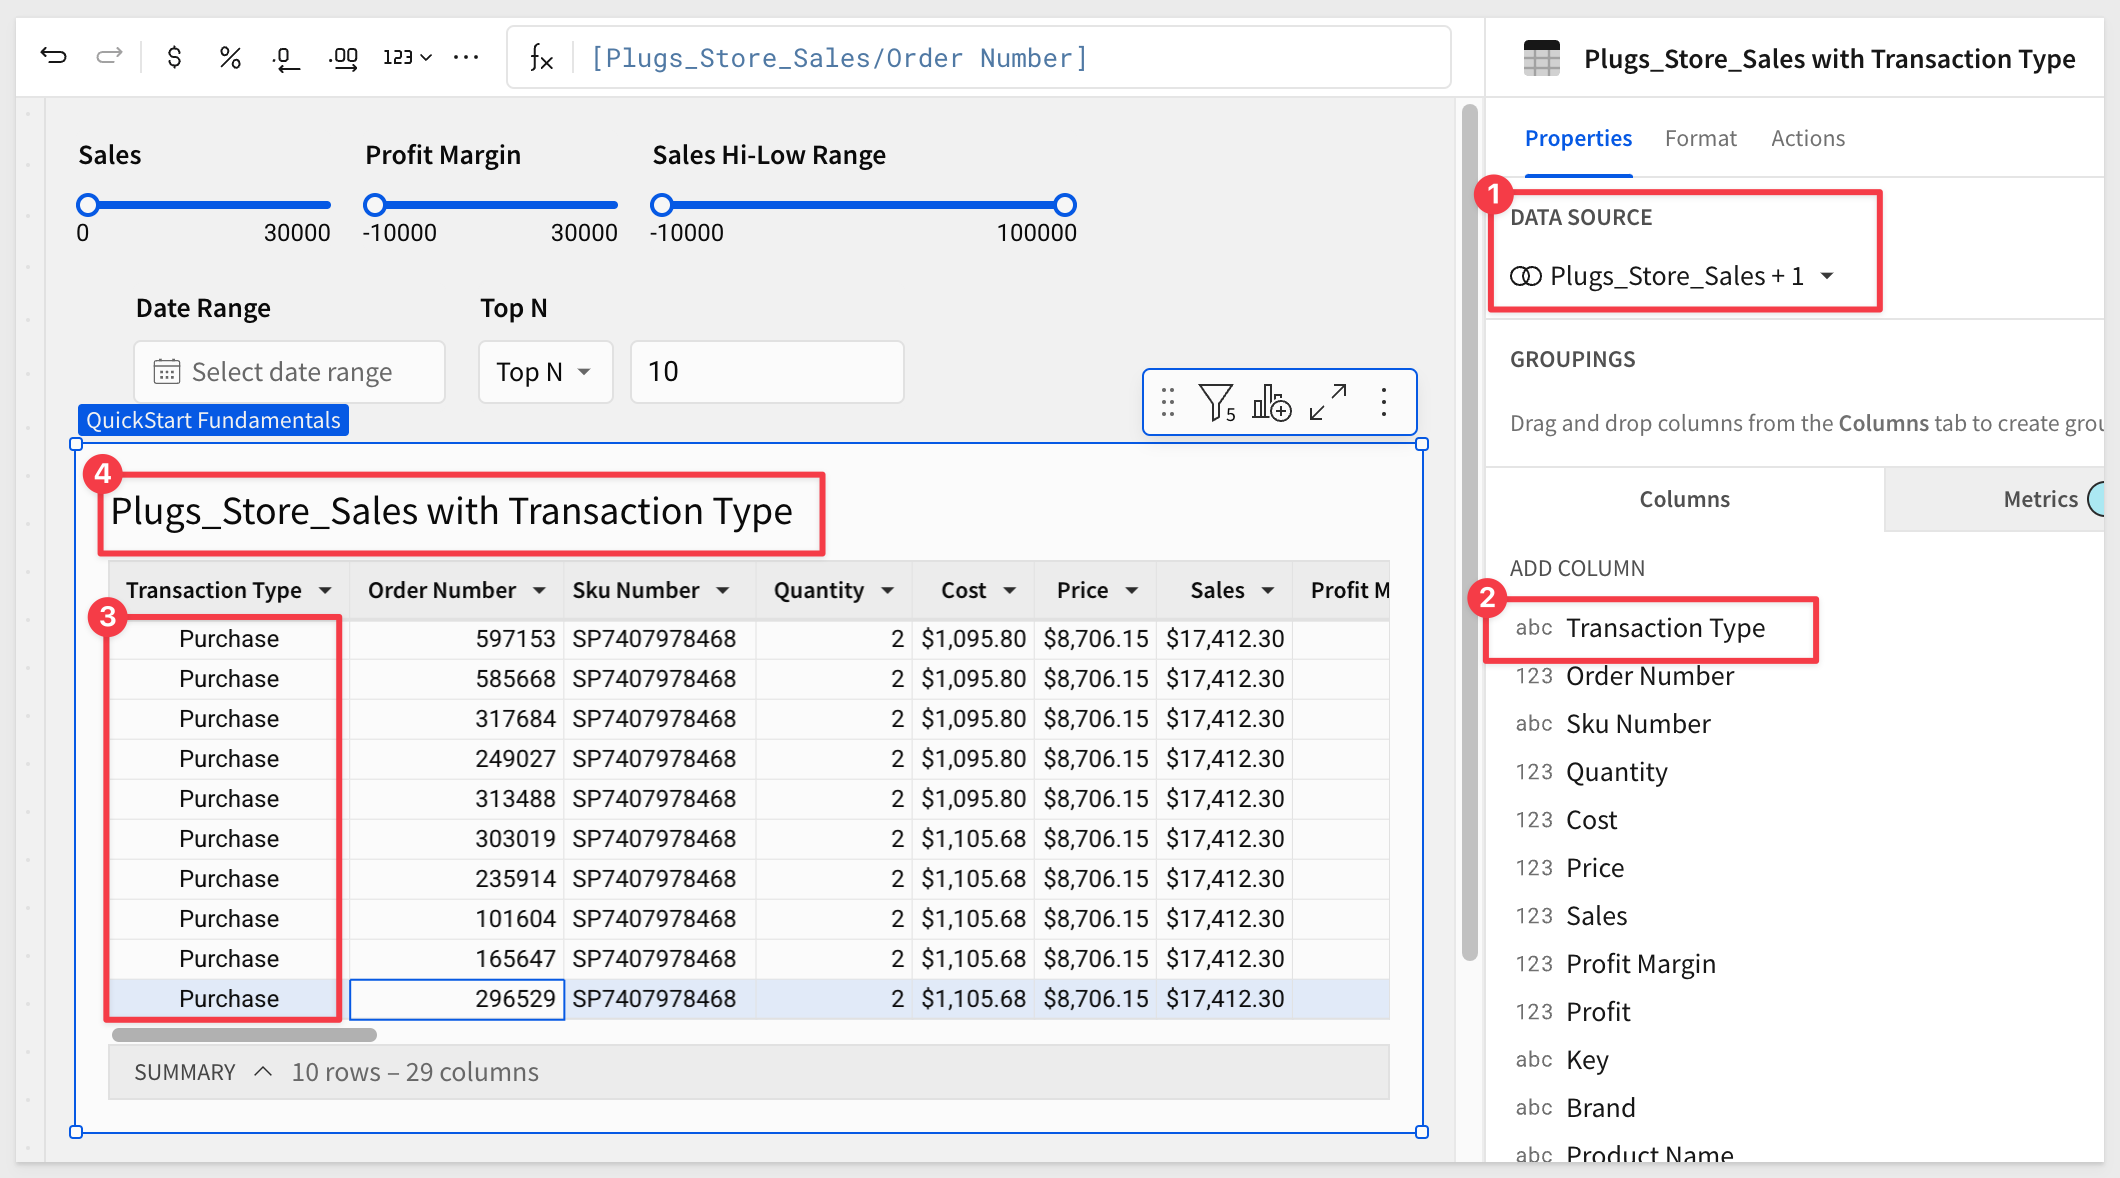 $ % .0 .00 123 ...
fx [Plugs_Store_Sales/Order Number]
Plugs_Store_Sales with Transaction Type
Sales
0 30000
Profit Margin
-10000 30000
Sales Hi-Low Range
-10000 100000
Date Range
Select date range
Top N
Top N 10
5
QuickStart Fundamentals
4
Plugs_Store_Sales with Transaction Type
Transaction Type Order Number Sku Number Quantity Cost Price Sales Profit M
3
Purchase 597153 SP7407978468 2 $1,095.80 $8,706.15 $17,412.30
Purchase 585668 SP7407978468 2 $1,095.80 $8,706.15 $17,412.30
Purchase 317684 SP7407978468 2 $1,095.80 $8,706.15 $17,412.30
Purchase 249027 SP7407978468 2 $1,095.80 $8,706.15 $17,412.30
Purchase 313488 SP7407978468 2 $1,095.80 $8,706.15 $17,412.30
Purchase 303019 SP7407978468 2 $1,105.68 $8,706.15 $17,412.30
Purchase 235914 SP7407978468 2 $1,105.68 $8,706.15 $17,412.30
Purchase 101604 SP7407978468 2 $1,105.68 $8,706.15 $17,412.30
Purchase 165647 SP7407978468 2 $1,105.68 $8,706.15 $17,412.30
Purchase 296529 SP7407978468 2 $1,105.68 $8,706.15 $17,412.30
SUMMARY 10 rows – 29 columns
Properties Format Actions
1
DATA SOURCE
Plugs_Store_Sales + 1
GROUPINGS
Drag and drop columns from the Columns tab to create grou
Columns Metrics
ADD COLUMN
2
abc Transaction Type
123 Order Number
abc Sku Number
123 Quantity
123 Cost
123 Price
123 Sales
123 Profit Margin
123 Profit
abc Key
abc Brand
abc Product Name